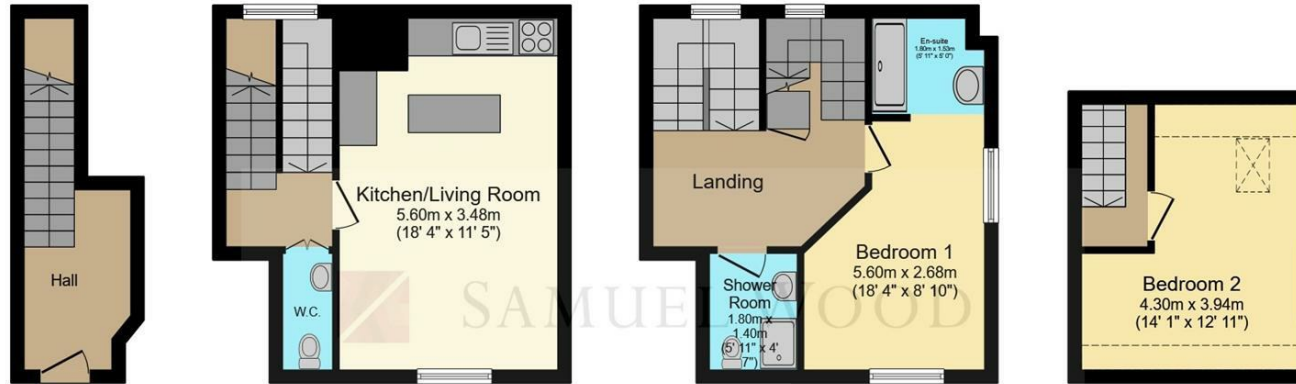 Hall
Kitchen/Living Room
5.60m x 3.48m
(18' 4" x 11' 5")
W.C.
Landing
En-suite
1.80m x 1.53m
(5' 11" x 5' 0")
Bedroom 1
5.60m x 2.68m
(18' 4" x 8' 10")
Shower
Room
1.80m x
1.40m
(5' 11" x 4'
7")
Bedroom 2
4.30m x 3.94m
(14' 1" x 12' 11")
SAMUEL WOOD